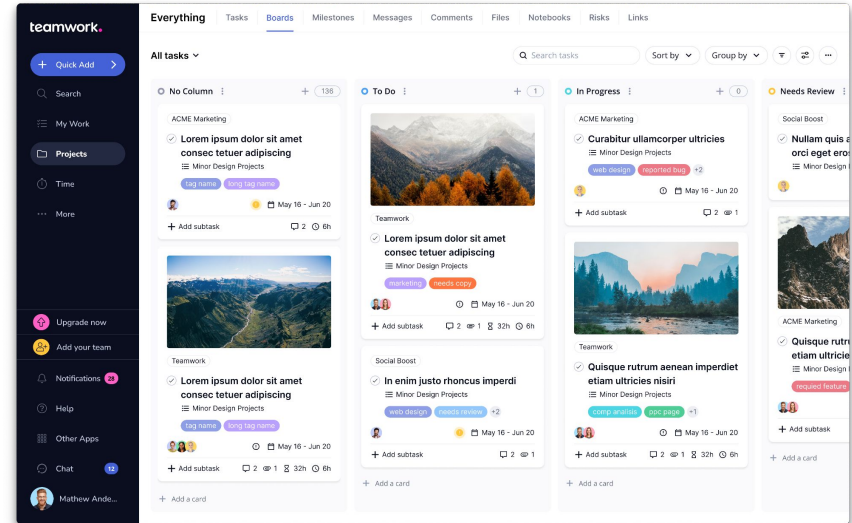 teamwork.
Quick Add
Search
My Work
Projects
Time
More
Upgrade now
Add your team
Notifications 28
Help
Other Apps
Chat 12
Mathew Ande...
Everything Tasks Boards Milestones Messages Comments Files Notebooks Risks Links
All tasks
Search tasks
Sort by
Group by
No Column 136
ACME Marketing
Lorem ipsum dolor sit amet
consec tetuer adipiscing
Minor Design Projects
tag name long tag name
May 16 - Jun 20
Add subtask 2 6h
Teamwork
Lorem ipsum dolor sit amet
consec tetuer adipiscing
Minor Design Projects
tag name long tag name
May 16 - Jun 20
+ Add subtask 2 1 32h 6h
+ Add a card
To Do + 1
Teamwork
Lorem ipsum dolor sit amet
consec tetuer adipiscing
Minor Design Projects
marketing needs copy
May 16 - Jun 20
+ Add subtask 2 1 32h 6h
Social Boost
In enim justo rhoncus imperdi
Minor Design Projects
web design needs review +2
May 16 - Jun 20
+ Add subtask 2 1
+ Add a card
In Progress + 0
ACME Marketing
Curabitur ullamcorper ultricies
Minor Design Projects
web design reported bug +2
May 16 - Jun 20
+ Add subtask 2 1
Teamwork
Quisque rutrum aenean imperdiet
etiam ultricies nisiri
Minor Design Projects
comp analisis ppc page +1
May 16 - Jun 20
+ Add subtask 2 1 32h 6h
+ Add a card
Needs Review
Social Boost
Nullam quis a
orci eget eros
Minor Design
ACME Marketing
Quisque rutru
etiam ultricie
Minor Design
requied feature
+ Add subtask
+ Add a card